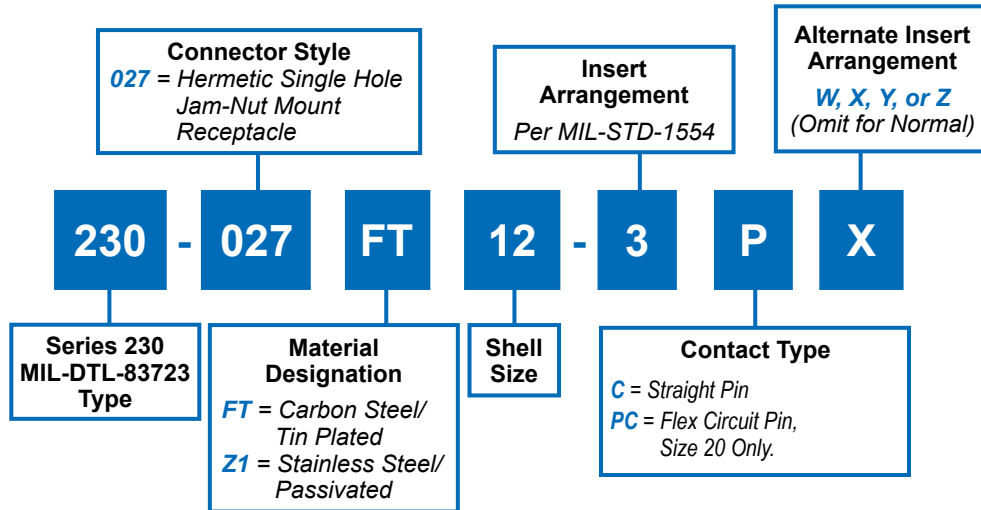 Connector Style
027 = Hermetic Single Hole
Jam-Nut Mount
Receptacle
Insert
Arrangement
Per MIL-STD-1554
Alternate Insert
Arrangement
W, X, Y, or Z
(Omit for Normal)
230 - 027 FT 12 - 3 P X
Series 230
MIL-DTL-83723
Type
Material
Designation
FT = Carbon Steel/
Tin Plated
Z1 = Stainless Steel/
Passivated
Shell
Size
Contact Type
C = Straight Pin
PC = Flex Circuit Pin,
Size 20 Only.